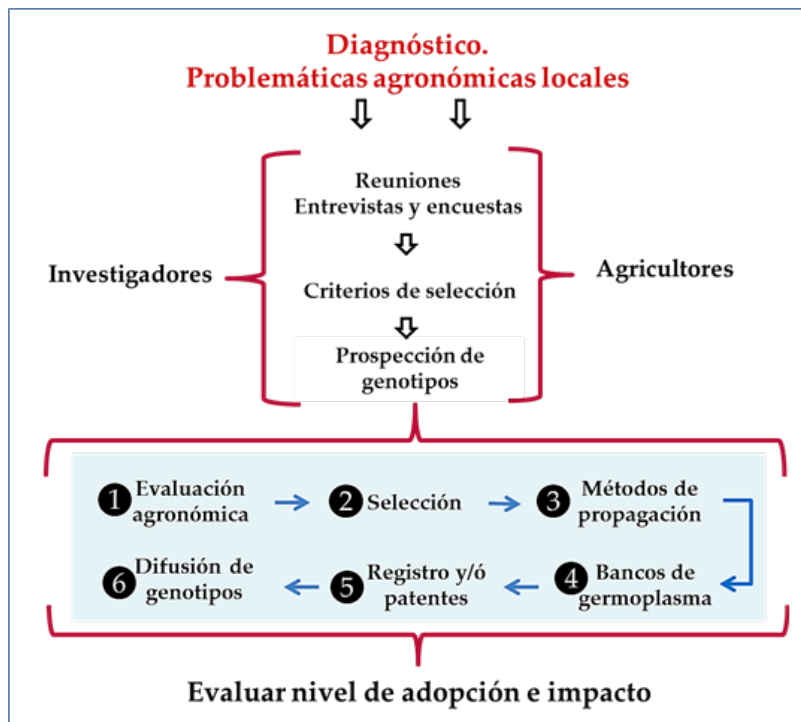 Diagnóstico.
Problemáticas agronómicas locales
Reuniones
Entrevistas y encuestas
Investigadores
Agricultores
Criterios de selección
Prospección de
genotipos
1 Evaluación
agronómica
2 Selección
3 Métodos de
propagación
4 Bancos de
germoplasma
5 Registro y/ó
patentes
6 Difusión de
genotipos
Evaluar nivel de adopción e impacto